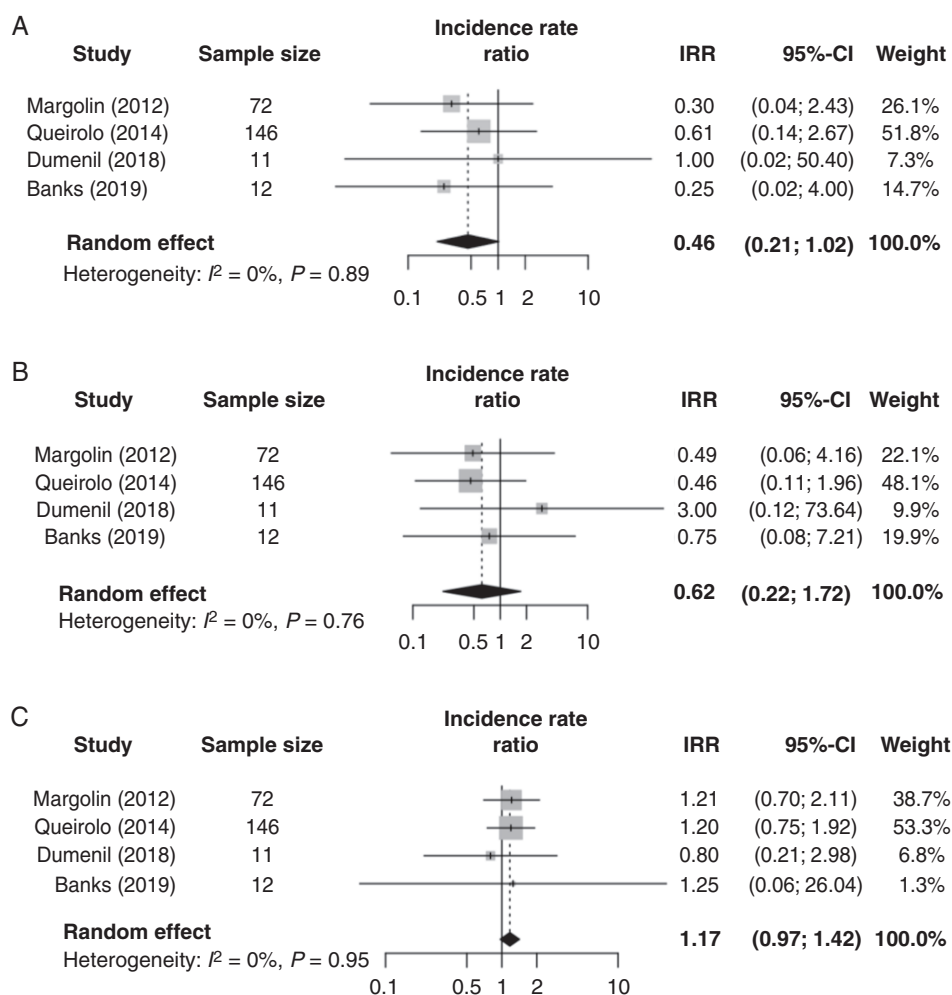 A
Incidence rate
Study Sample size ratio IRR 95%-CI Weight
Margolin (2012) 72 0.30 (0.04; 2.43) 26.1%
Queirolo (2014) 146 0.61 (0.14; 2.67) 51.8%
Dumenil (2018) 11 1.00 (0.02; 50.40) 7.3%
Banks (2019) 12 0.25 (0.02; 4.00) 14.7%
Random effect 0.46 (0.21; 1.02) 100.0%
Heterogeneity: I² = 0%, P = 0.89
0.1 0.5 1 2 10
B
Incidence rate
Study Sample size ratio IRR 95%-CI Weight
Margolin (2012) 72 0.49 (0.06; 4.16) 22.1%
Queirolo (2014) 146 0.46 (0.11; 1.96) 48.1%
Dumenil (2018) 11 3.00 (0.12; 73.64) 9.9%
Banks (2019) 12 0.75 (0.08; 7.21) 19.9%
Random effect 0.62 (0.22; 1.72) 100.0%
Heterogeneity: I² = 0%, P = 0.76
0.1 0.5 1 2 10
C
Incidence rate
Study Sample size ratio IRR 95%-CI Weight
Margolin (2012) 72 1.21 (0.70; 2.11) 38.7%
Queirolo (2014) 146 1.20 (0.75; 1.92) 53.3%
Dumenil (2018) 11 0.80 (0.21; 2.98) 6.8%
Banks (2019) 12 1.25 (0.06; 26.04) 1.3%
Random effect 1.17 (0.97; 1.42) 100.0%
Heterogeneity: I² = 0%, P = 0.95
0.1 0.5 1 2 10